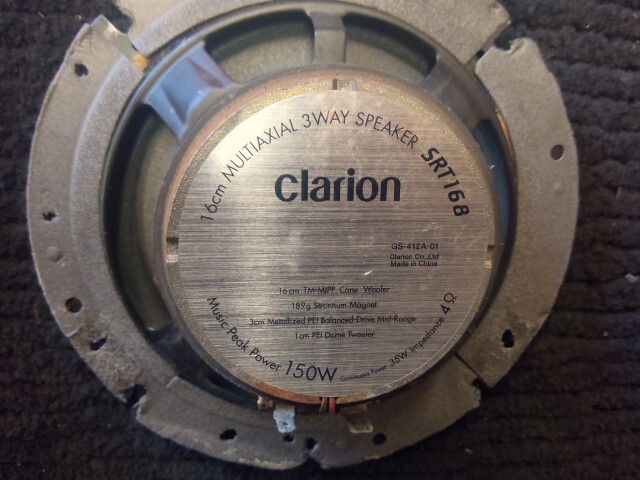 16cm MULTIAXIAL 3WAY SPEAKER SRT168
clarion
GS-412A-01
Clarion Co.,Ltd
Made in China
16cm TM-MIPP Cone Woofer
189g Strontium Magnet
3cm Metallized PEI Balanced-Drive Mid-Range
1cm PEI Dome Tweeter
Music Peak Power 150W Continuous Power 35W Impedance 4Ω